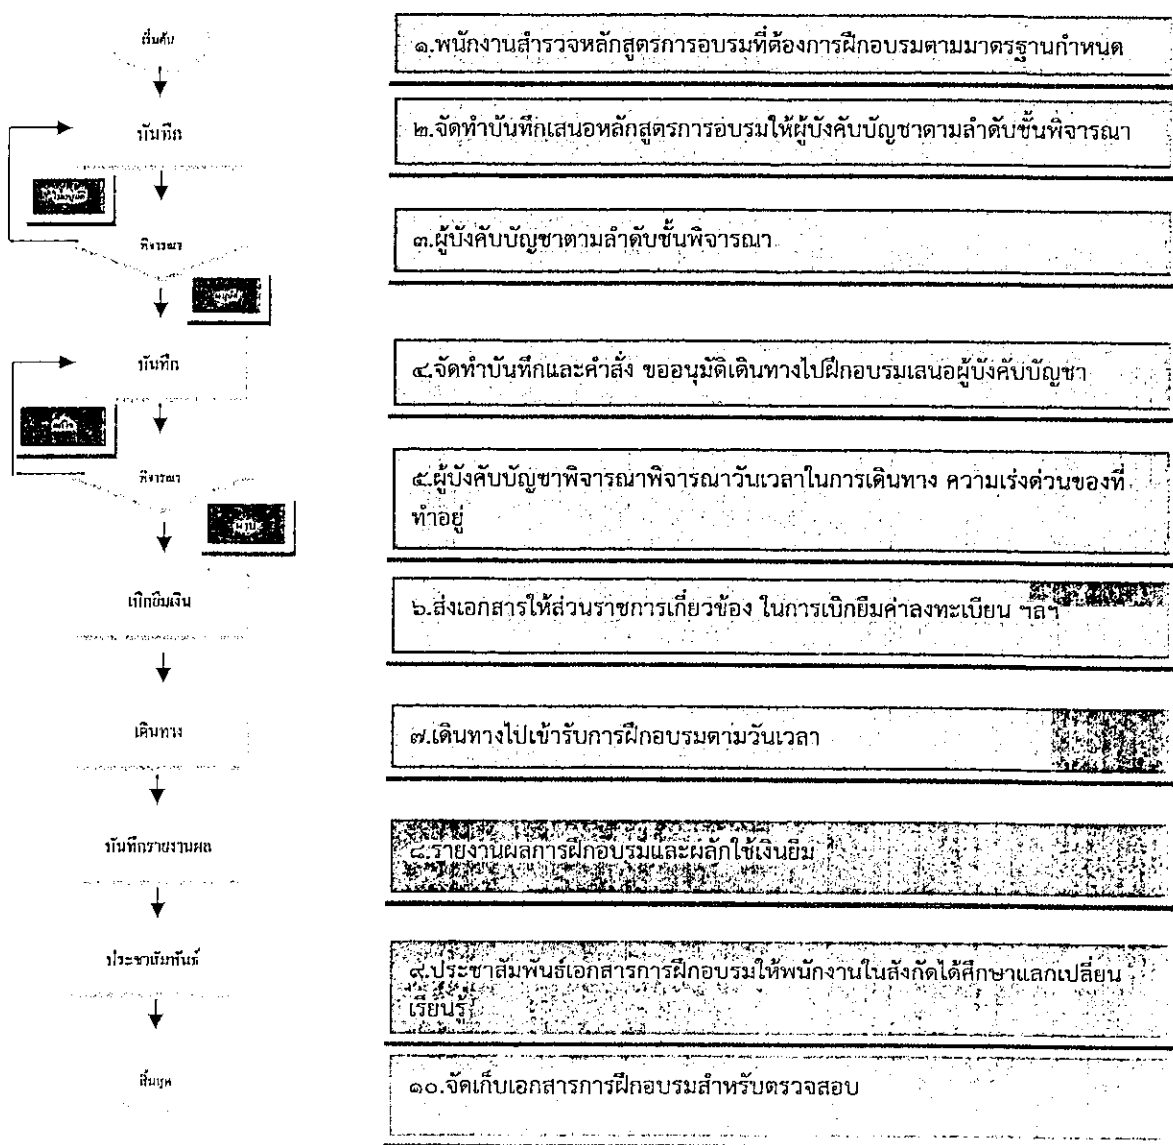 เริ่มต้น
๑.พนักงานสำรวจหลักสูตรการอบรมที่ต้องการฝึกอบรมตามมาตรฐานกำหนด
บันทึก
๒.จัดทำบันทึกเสนอหลักสูตรการอบรมให้ผู้บังคับบัญชาตามลำดับชั้นพิจารณา
ไม่อนุมัติ
พิจารณา
๓.ผู้บังคับบัญชาตามลำดับชั้นพิจารณา
อนุมัติ
บันทึก
๔.จัดทำบันทึกและคำสั่ง ขออนุมัติเดินทางไปฝึกอบรมเสนอผู้บังคับบัญชา
พิจารณา
๕.ผู้บังคับบัญชาพิจารณาพิจารณาวันเวลาในการเดินทาง ความเร่งด่วนของที่
ทำอยู่
ผ่าน
เบิกยืมเงิน
๖.ส่งเอกสารให้ส่วนราชการเกี่ยวข้อง ในการเบิกยืมค่าลงทะเบียน ฯลฯ
เดินทาง
๗.เดินทางไปเข้ารับการฝึกอบรมตามวันเวลา
บันทึกรายงานผล
๘.รายงานผลการฝึกอบรมและผลักใช้เงินยืม
ประชาสัมพันธ์
๙.ประชาสัมพันธ์เอกสารการฝึกอบรมให้พนักงานในสังกัดได้ศึกษาแลกเปลี่ยน
เรียนรู้
สิ้นสุด
๑๐.จัดเก็บเอกสารการฝึกอบรมสำหรับตรวจสอบ